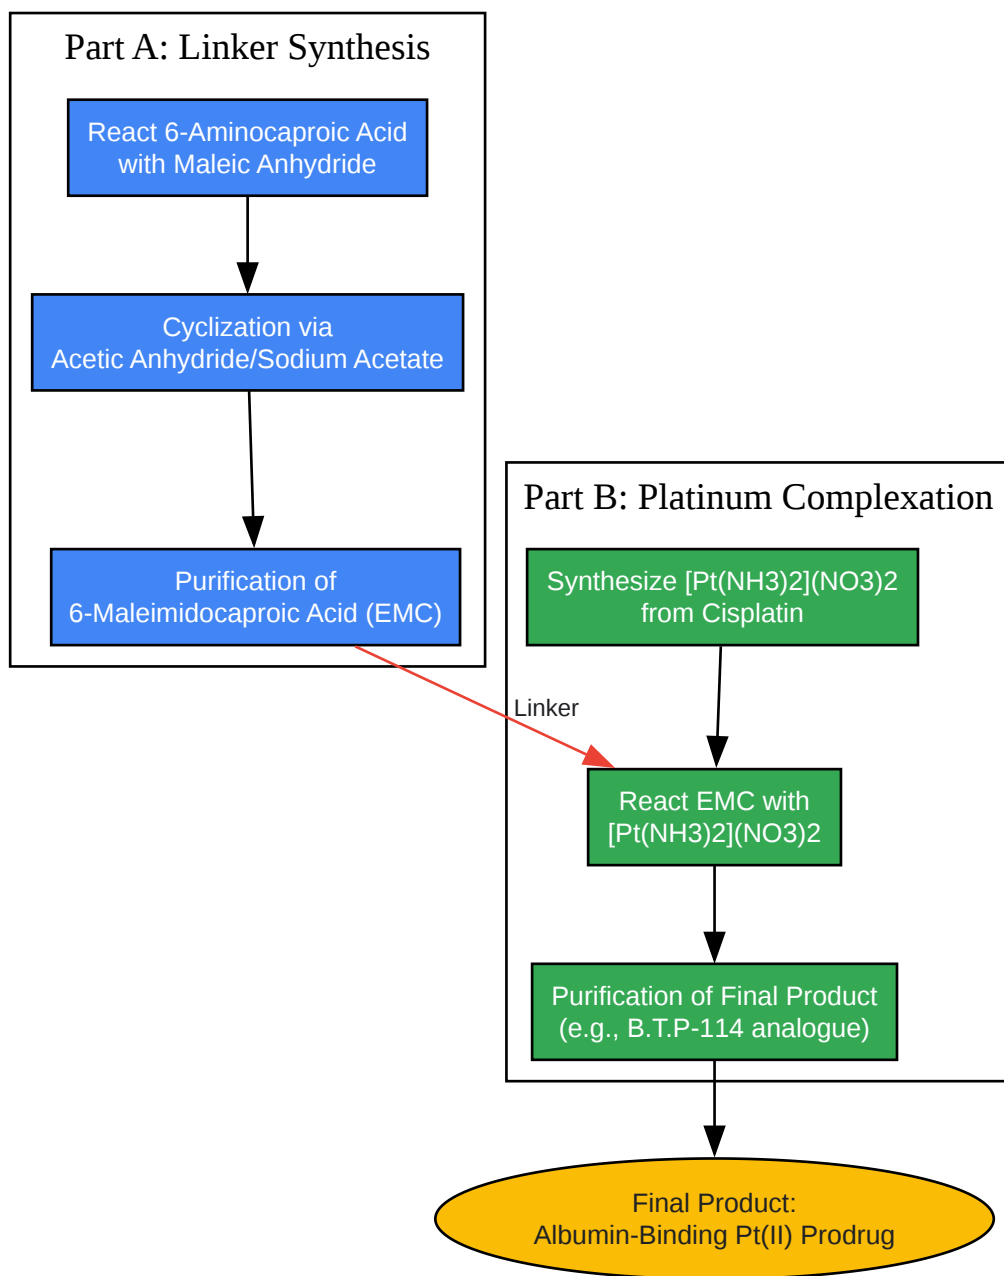 Part A: Linker Synthesis
React 6-Aminocaproic Acid
with Maleic Anhydride
Cyclization via
Acetic Anhydride/Sodium Acetate
Purification of
6-Maleimidocaproic Acid (EMC)
Linker
Part B: Platinum Complexation
Synthesize [Pt(NH3)2](NO3)2
from Cisplatin
React EMC with
[Pt(NH3)2](NO3)2
Purification of Final Product
(e.g., B.T.P-114 analogue)
Final Product:
Albumin-Binding Pt(II) Prodrug